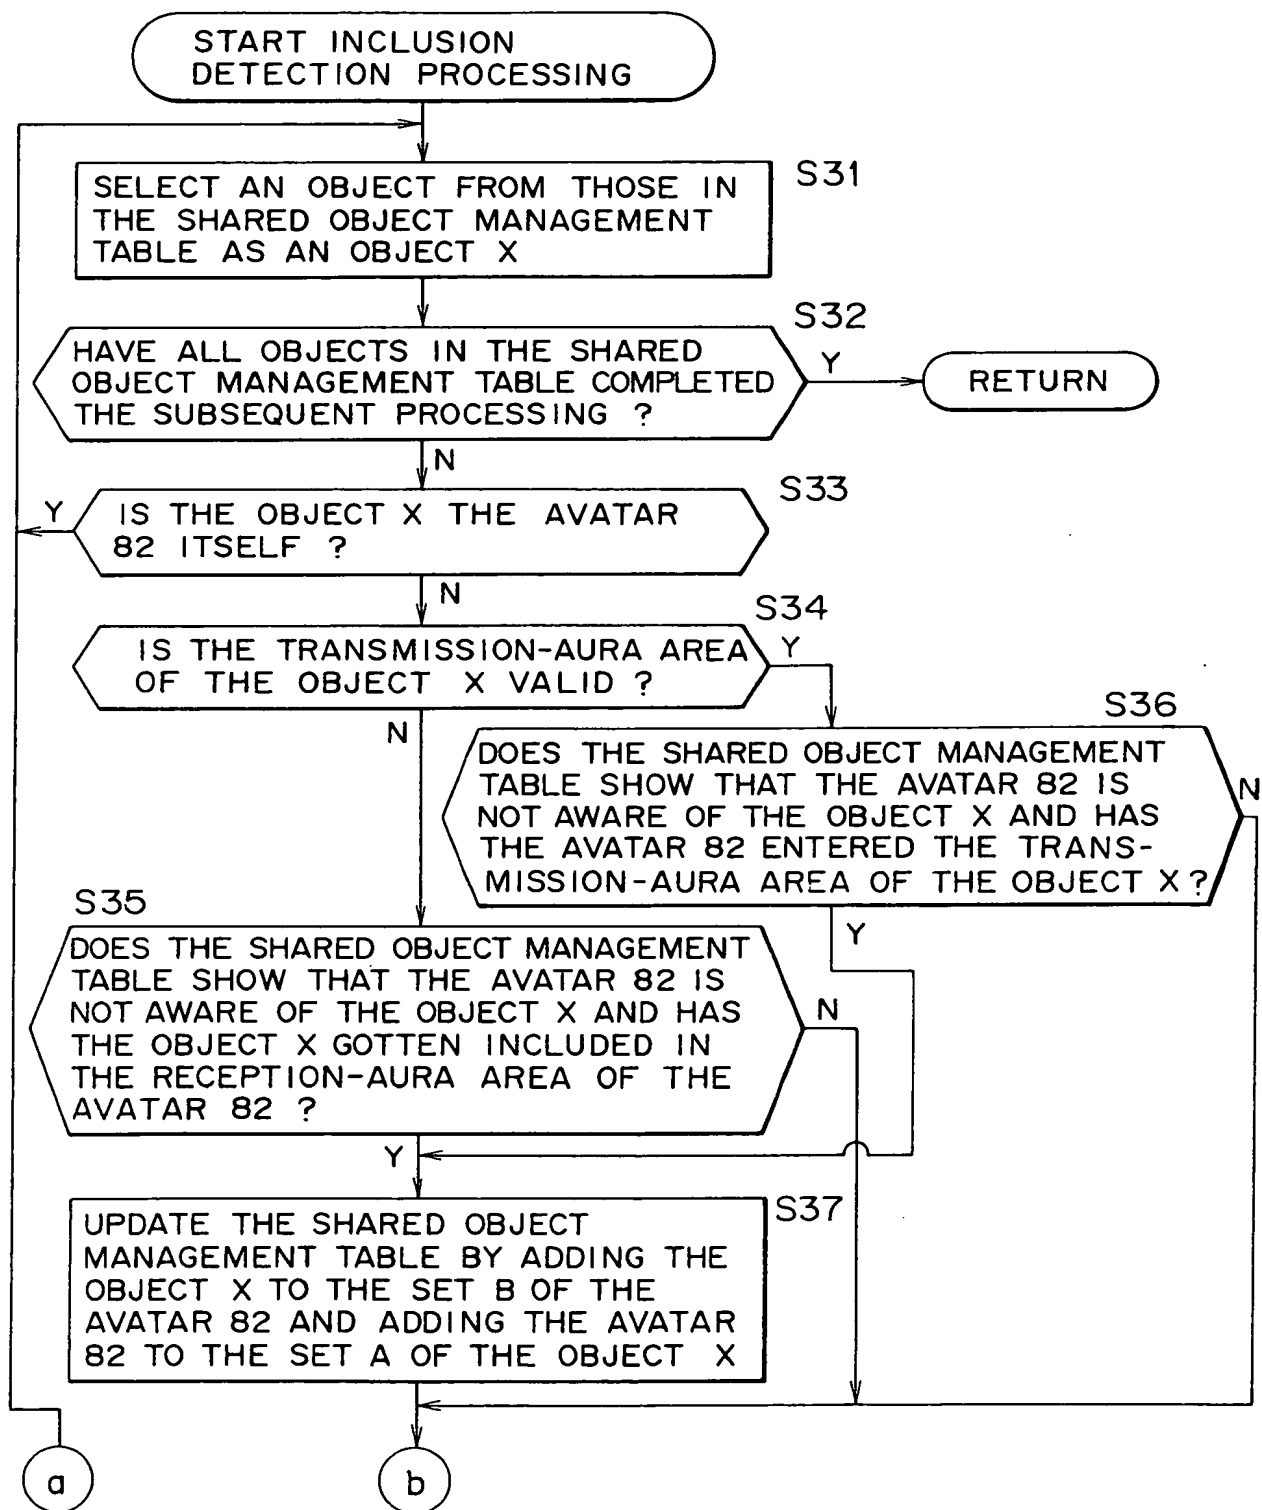 START INCLUSION
DETECTION PROCESSING
S31
SELECT AN OBJECT FROM THOSE IN
THE SHARED OBJECT MANAGEMENT
TABLE AS AN OBJECT X
S32
HAVE ALL OBJECTS IN THE SHARED
OBJECT MANAGEMENT TABLE COMPLETED
THE SUBSEQUENT PROCESSING ?
Y
RETURN
N
S33
Y
IS THE OBJECT X THE AVATAR
82 ITSELF ?
N
S34
IS THE TRANSMISSION-AURA AREA
OF THE OBJECT X VALID ?
Y
N
S36
DOES THE SHARED OBJECT MANAGEMENT
TABLE SHOW THAT THE AVATAR 82 IS
NOT AWARE OF THE OBJECT X AND HAS
THE AVATAR 82 ENTERED THE TRANS-
MISSION-AURA AREA OF THE OBJECT X?
N
Y
S35
DOES THE SHARED OBJECT MANAGEMENT
TABLE SHOW THAT THE AVATAR 82 IS
NOT AWARE OF THE OBJECT X AND HAS
THE OBJECT X GOTTEN INCLUDED IN
THE RECEPTION-AURA AREA OF THE
AVATAR 82 ?
N
Y
S37
UPDATE THE SHARED OBJECT
MANAGEMENT TABLE BY ADDING THE
OBJECT X TO THE SET B OF THE
AVATAR 82 AND ADDING THE AVATAR
82 TO THE SET A OF THE OBJECT X
a
b